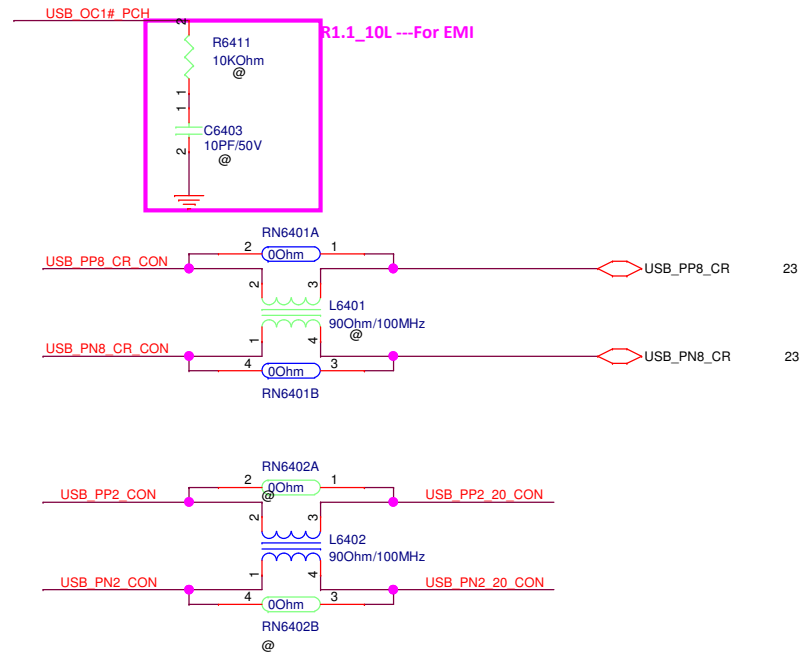 USB_OC1#_PCH
2
R1.1_10L ---For EMI
R6411
10KOhm
@
1
1
C6403
10PF/50V
2
@
RN6401A
2
0Ohm
1
USB_PP8_CR_CON
USB_PP8_CR
23
2
3
L6401
90Ohm/100MHz
@
1
4
USB_PN8_CR_CON
USB_PN8_CR
23
4
0Ohm
3
RN6401B
RN6402A
2
0Ohm
1
@
USB_PP2_CON
USB_PP2_20_CON
2
3
L6402
90Ohm/100MHz
1
4
USB_PN2_CON
USB_PN2_20_CON
4
0Ohm
3
RN6402B
@